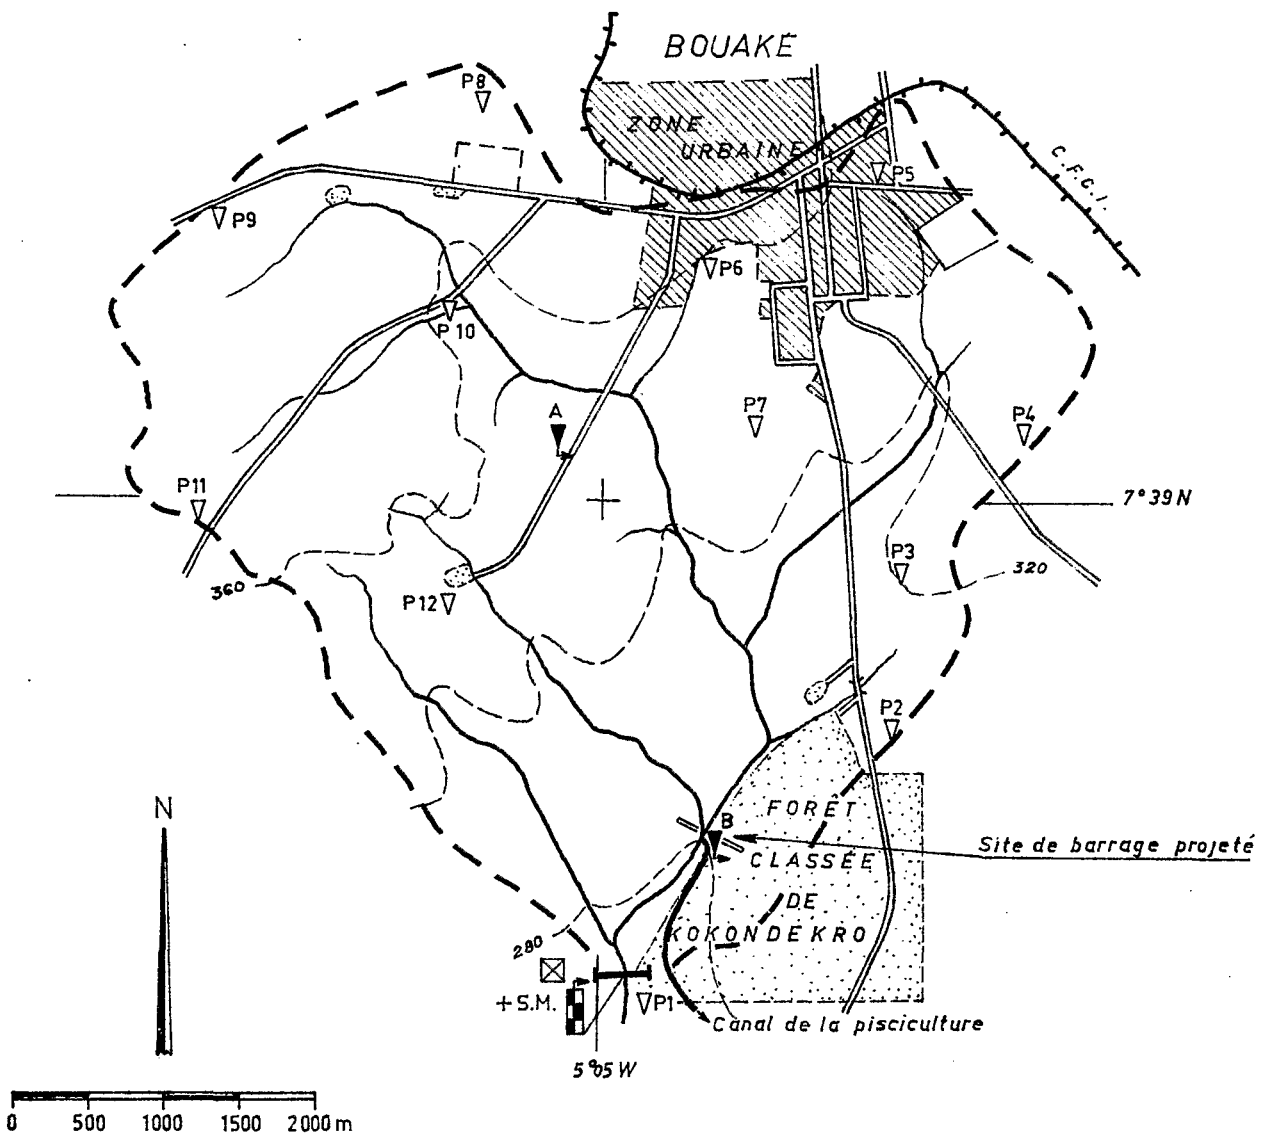 BOUAKÉ
P8
ZONE
URBAINE
C.F.C.I.
P5
P9
P6
P10
A
P7
P4
P11
7°39N
P3
320
360
P12
P2
N
B
FORÊT
Site de barrage projeté
CLASSÉE
DE
KOKONDEKRO
280
+ S.M.
P1
Canal de la pisciculture
5°05W
0 500 1000 1500 2000 m